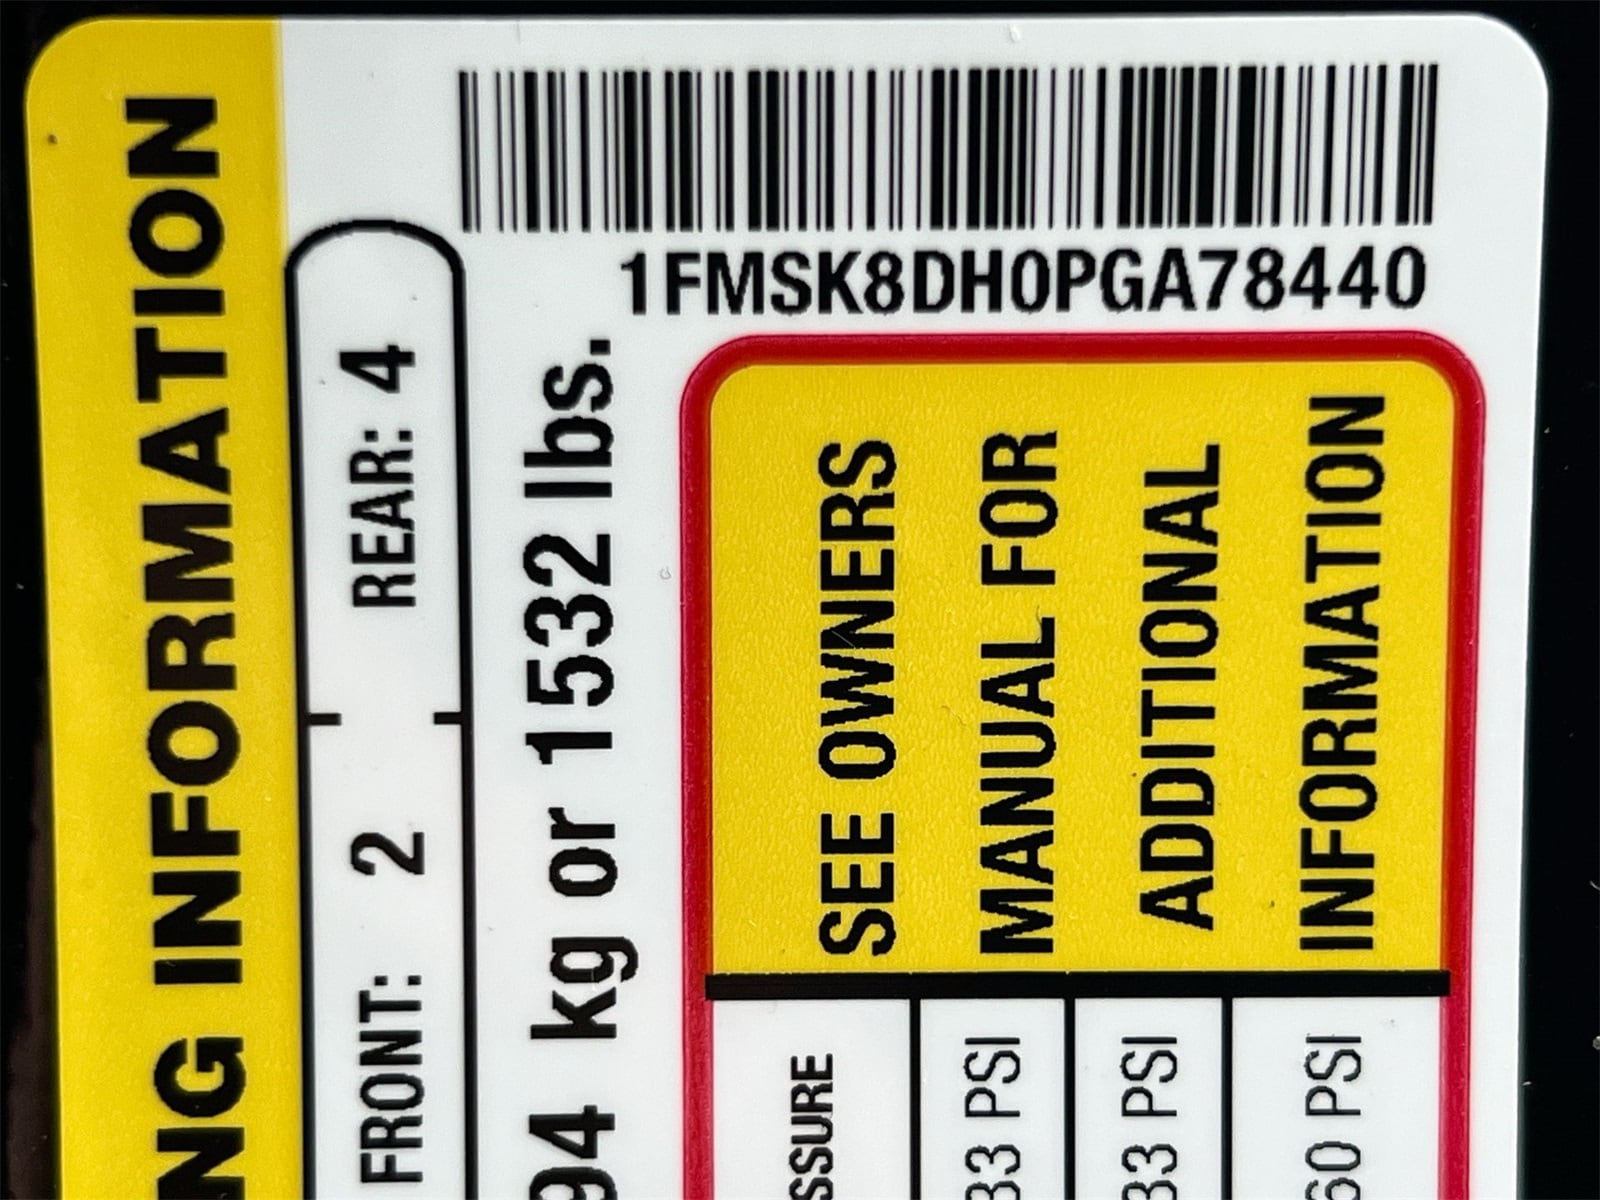 1FMSK8DH0PGA78440
NG INFORMATION
FRONT: 2 REAR: 4
94 kg or 1532 lbs.
SSURE
33 PSI
33 PSI
60 PSI
SEE OWNERS
MANUAL FOR
ADDITIONAL
INFORMATION